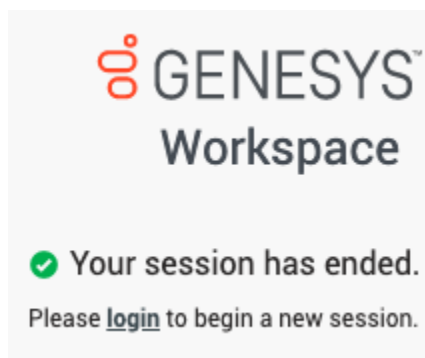 GENESYS™
Workspace
Your session has ended.
Please login to begin a new session.